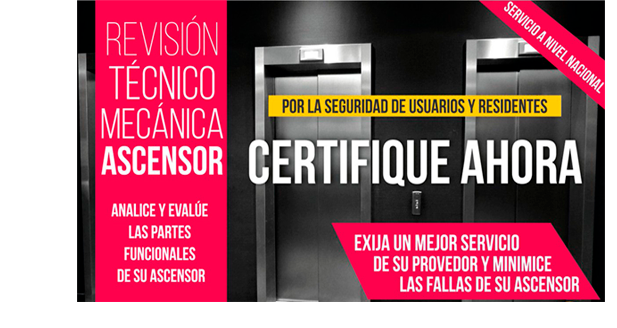 REVISIÓN
TÉCNICO
MECÁNICA
ASCENSOR
ANALICE Y EVALÚE
LAS PARTES
FUNCIONALES
DE SU ASCENSOR
SERVICIO A NIVEL NACIONAL
POR LA SEGURIDAD DE USUARIOS Y RESIDENTES
CERTIFIQUE AHORA
EXIJA UN MEJOR SERVICIO
DE SU PROVEDOR Y MINIMICE
LAS FALLAS DE SU ASCENSOR